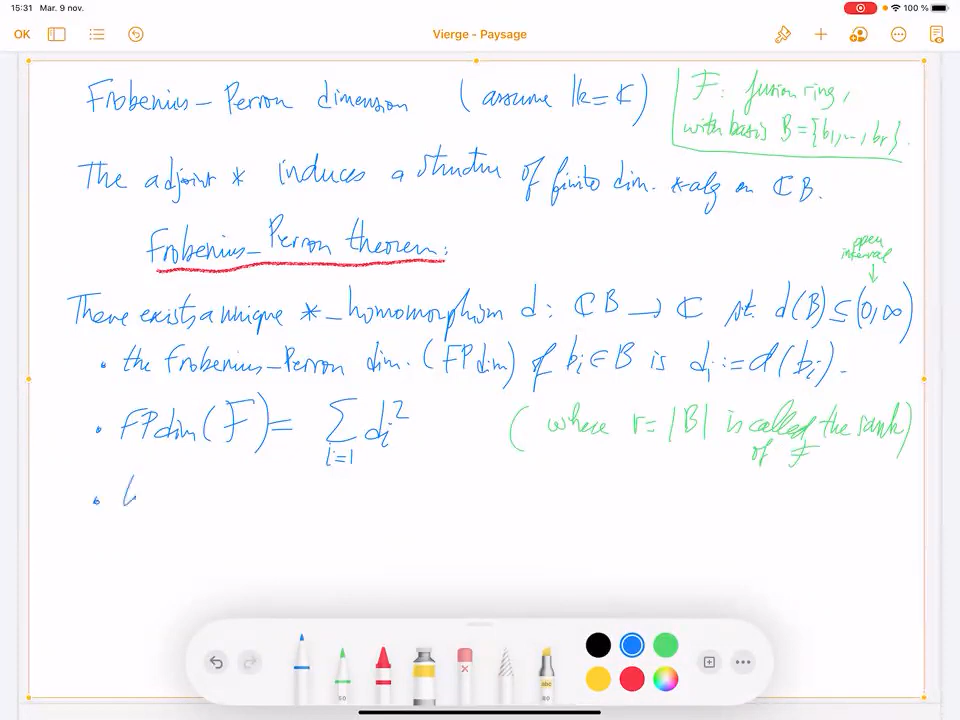 15:31 Mar. 9 nov.
100 %
OK
Vierge - Paysage
Frobenius - Perron dimension (assume 𝕜 = ℂ)
F: fusion ring,
with basis B = {b1, ..., br}.
The adjoint * induces a structure of finite dim. *-alg on ℂB.
Frobenius - Perron theorem:
open
interval
↓
There exists a unique *-homomorphism d: ℂB → ℂ st. d(B) ⊆ (0,∞)
• the Frobenius-Perron dim. (FPdim) of bi ∈ B is di := d(bi).
• FPdim(F) = ∑ i=1 di² (where r = |B| is called the rank
of F)
•
50
80